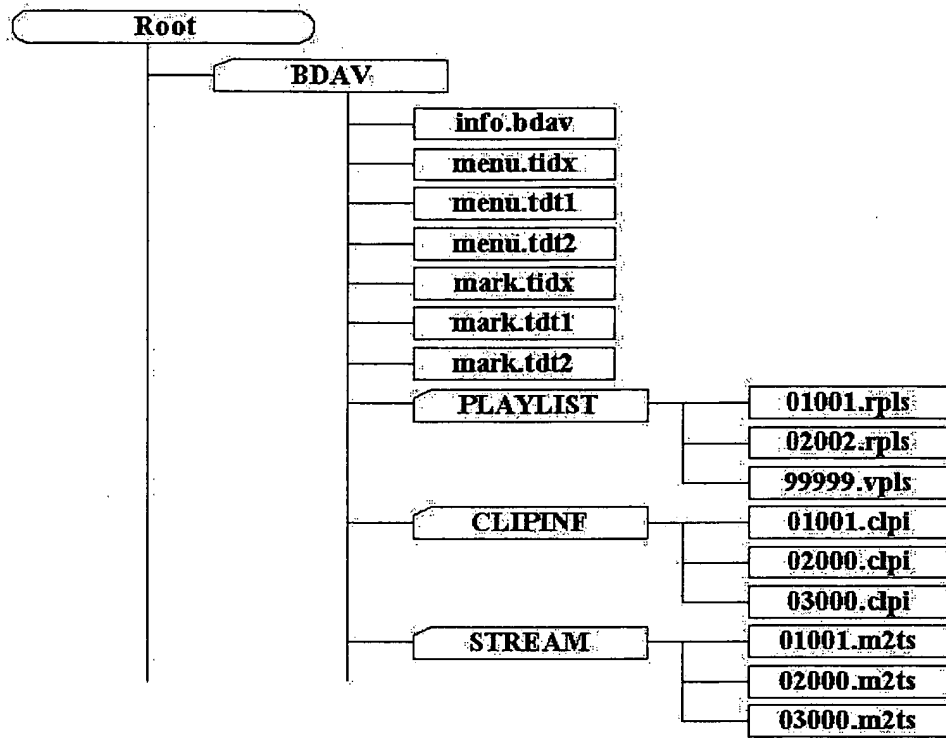 Root
BDAV
info.bdav
menu.tidx
menu.tdt1
menu.tdt2
mark.tidx
mark.tdt1
mark.tdt2
PLAYLIST
01001.rpls
02002.rpls
99999.vpls
CLIPINF
01001.clpi
02000.clpi
03000.clpi
STREAM
01001.m2ts
02000.m2ts
03000.m2ts